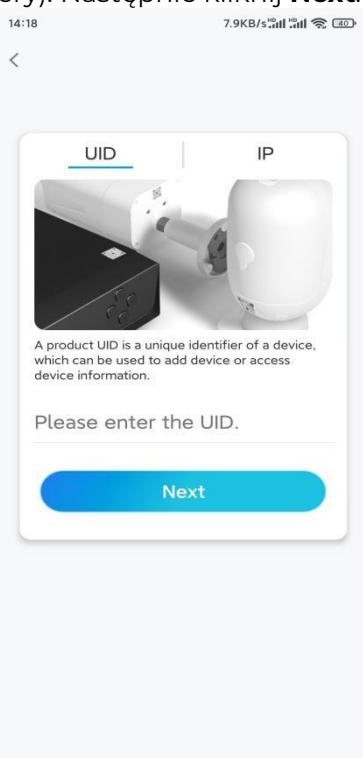 ory). Następnie kliknij Next.
14:18
7.9KB/s 40
UID
IP
A product UID is a unique identifier of a device,
which can be used to add device or access
device information.
Please enter the UID.
Next